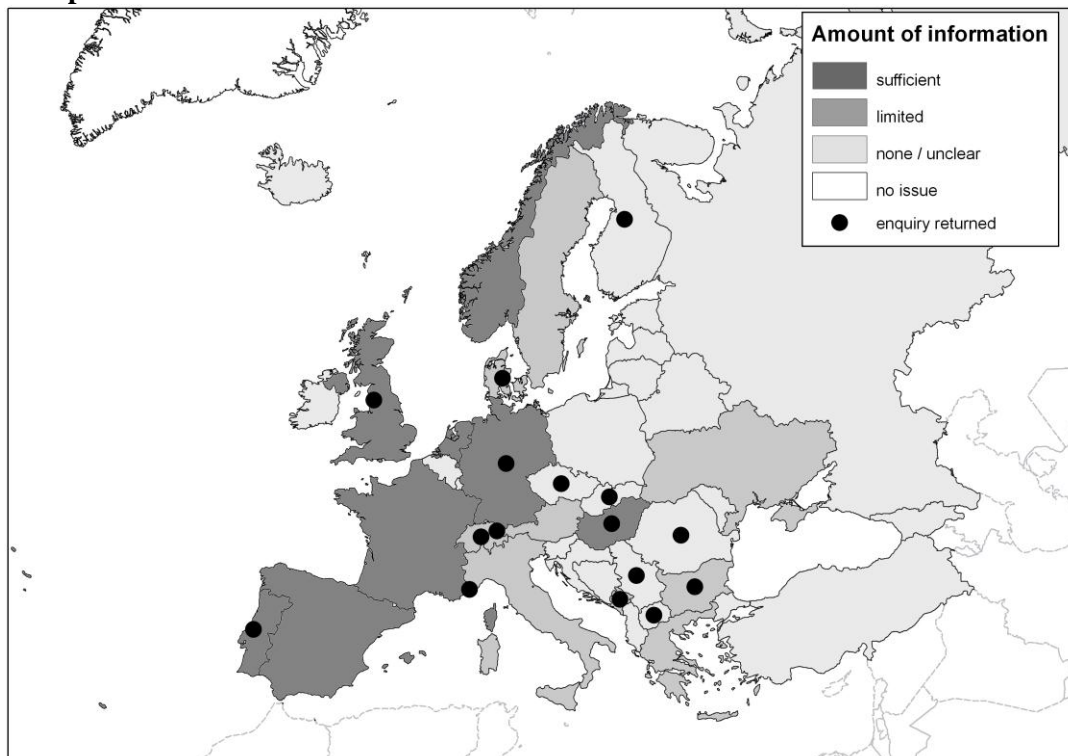 Amount of information
sufficient
limited
none / unclear
no issue
enquiry returned